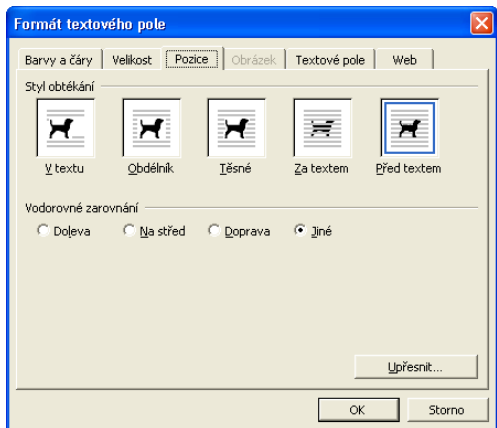 Formát textového pole
Barvy a čáry Velikost Pozice Obrázek Textové pole Web
Styl obtékání
V textu Obdélník Těsné Za textem Před textem
Vodorovné zarovnání
Doleva Na střed Doprava Jiné
Upřesnit...
OK Storno